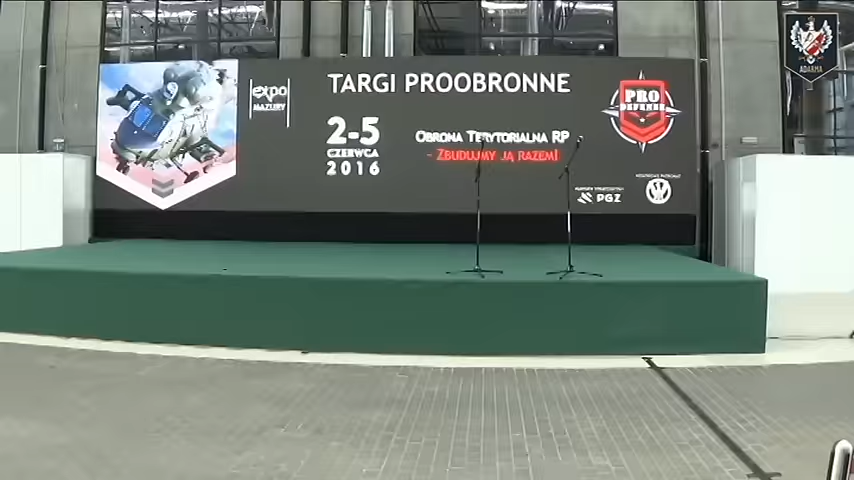 TARGI PROOBRONNE
expo
MAZURY
2-5
CZERWCA
2016
OBRONA TERYTORIALNA RP
- ZBUDUJMY JĄ RAZEM!
PRO
DEFENSE
PGZ
ADARMA